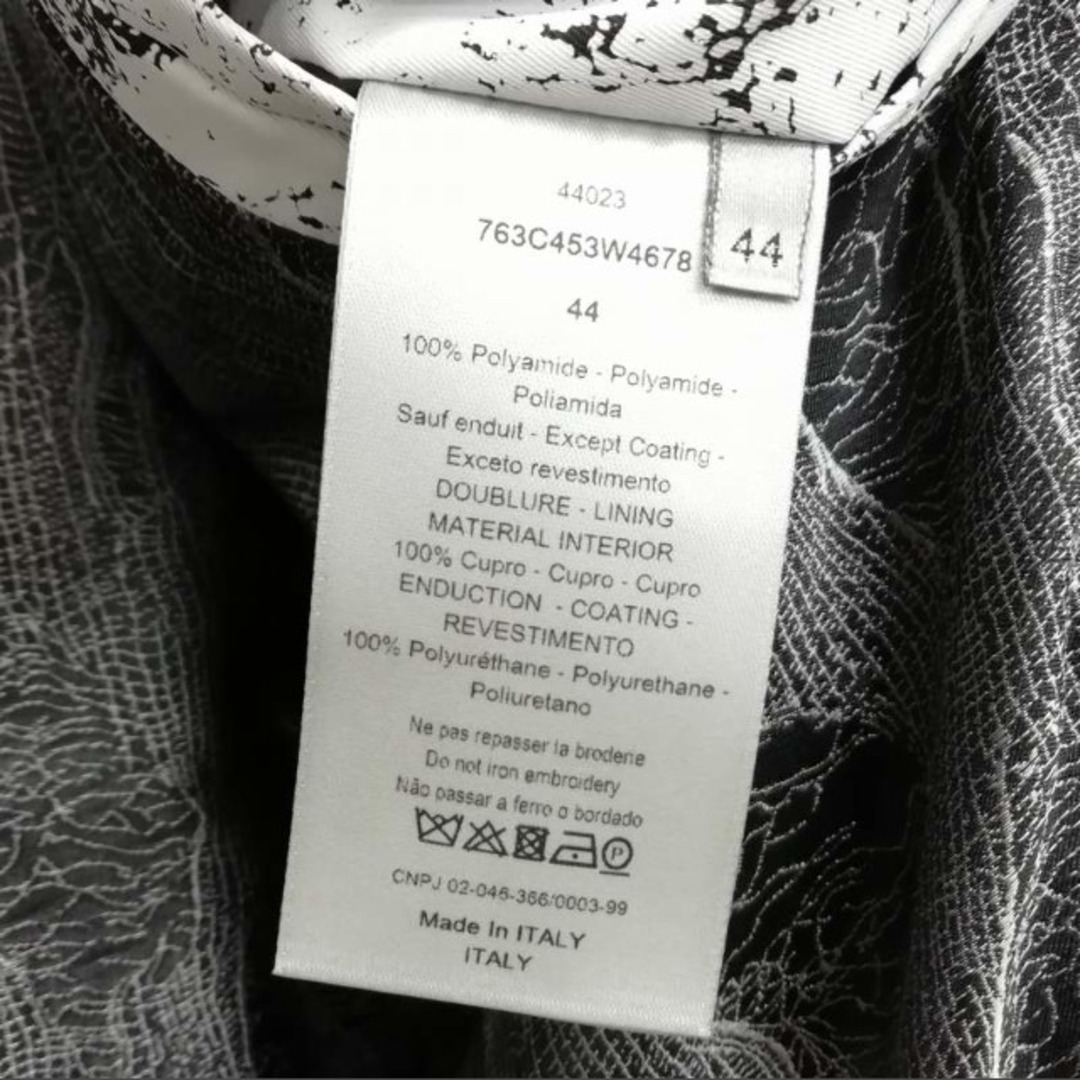 44023
763C453W4678
44
44
100% Polyamide - Polyamide -
Poliamida
Sauf enduit - Except Coating -
Exceto revestimento
DOUBLURE - LINING
MATERIAL INTERIOR
100% Cupro - Cupro - Cupro
ENDUCTION - COATING -
REVESTIMENTO
100% Polyuréthane - Polyurethane -
Poliuretano
Ne pas repasser la broderie
Do not iron embroidery
Não passar a ferro o bordado
P
CNPJ 02-046-366/0003-99
Made In ITALY
ITALY